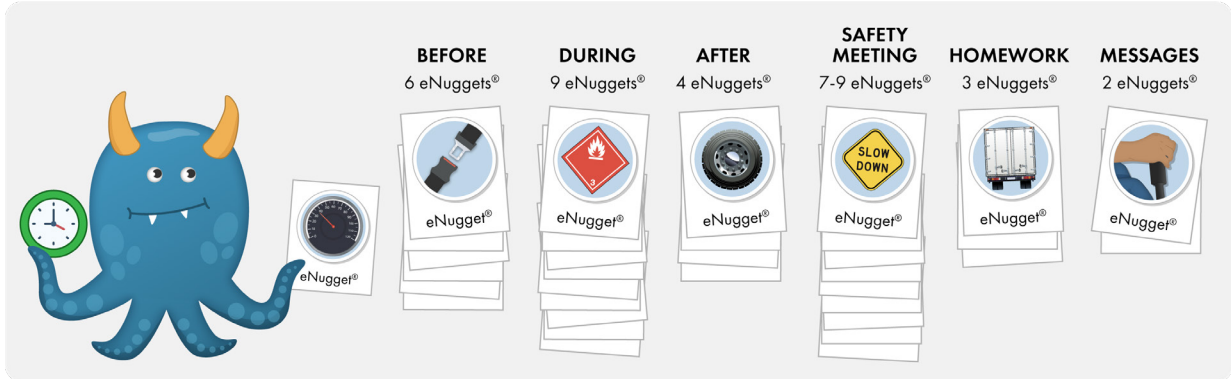 BEFORE
6 eNuggets®
DURING
9 eNuggets®
AFTER
4 eNuggets®
SAFETY
MEETING
7-9 eNuggets®
HOMEWORK
3 eNuggets®
MESSAGES
2 eNuggets®
eNugget®
eNugget®
3
eNugget®
eNugget®
SLOW
DOWN
eNugget®
eNugget®
eNugget®